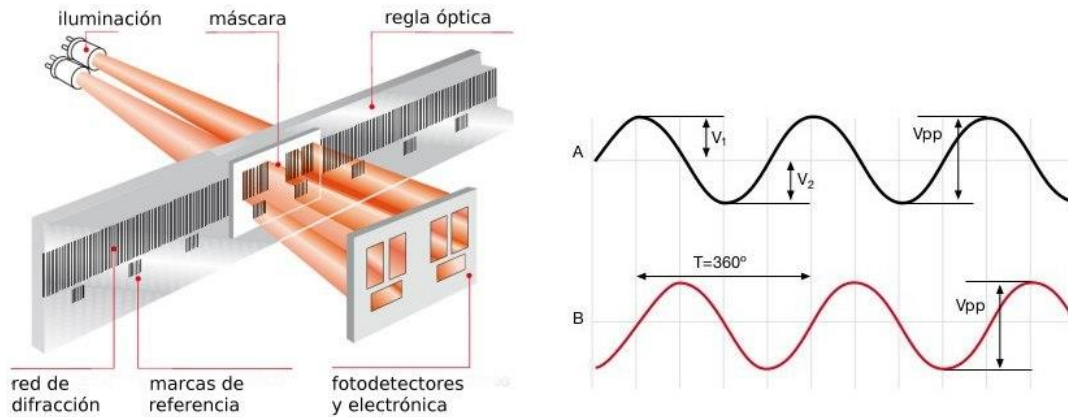 iluminación
máscara
regla óptica
red de
difracción
marcas de
referencia
fotodetectores
y electrónica
A
V1
V2
Vpp
T=360º
B
Vpp